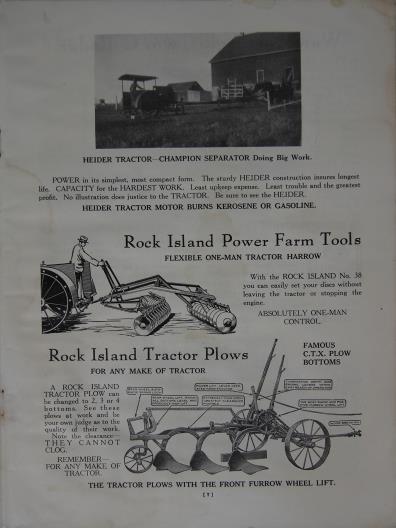 HEIDER TRACTOR—CHAMPION SEPARATOR Doing Big Work.
POWER in its simplest, most compact form. The sturdy HEIDER construction insures longest
life. CAPACITY for the HARDEST WORK. Least upkeep expense. Least trouble and the greatest
profit. No illustration does justice to the TRACTOR. Be sure to see the HEIDER.
HEIDER TRACTOR MOTOR BURNS KEROSENE OR GASOLINE.
Rock Island Power Farm Tools
FLEXIBLE ONE-MAN TRACTOR HARROW
With the ROCK ISLAND No. 38
you can easily set your discs without
leaving the tractor or stopping the
engine.
ABSOLUTELY ONE-MAN
CONTROL.
Rock Island Tractor Plows
FOR ANY MAKE OF TRACTOR
FAMOUS
C.T.X. PLOW
BOTTOMS
A ROCK ISLAND
TRACTOR PLOW can
be changed to 2, 3 or 4
bottoms. See these
plows at work and be
your own judge as to the
quality of their work.
Note the clearance—
THEY CANNOT
CLOG.
REMEMBER—
FOR ANY MAKE OF
TRACTOR.
THE TRACTOR PLOWS WITH THE FRONT FURROW WHEEL LIFT.
[7]